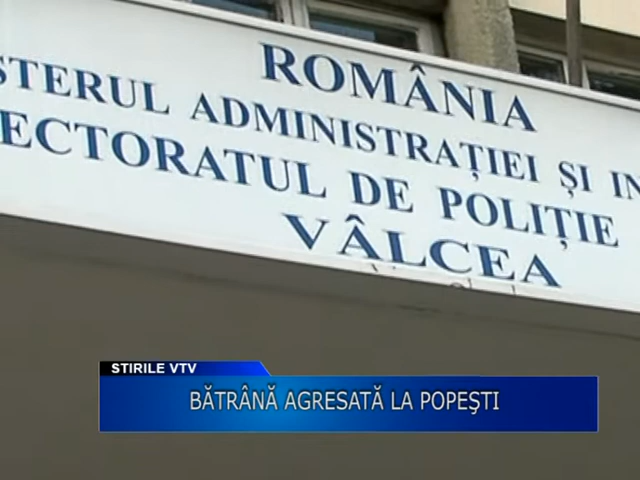 ROMÂNIA
STERUL ADMINISTRAȚIEI ȘI IN
ECTORATUL DE POLIȚIE
VÂLCEA
STIRILE VTV
BĂTRÂNĂ AGRESATĂ LA POPEŞTI